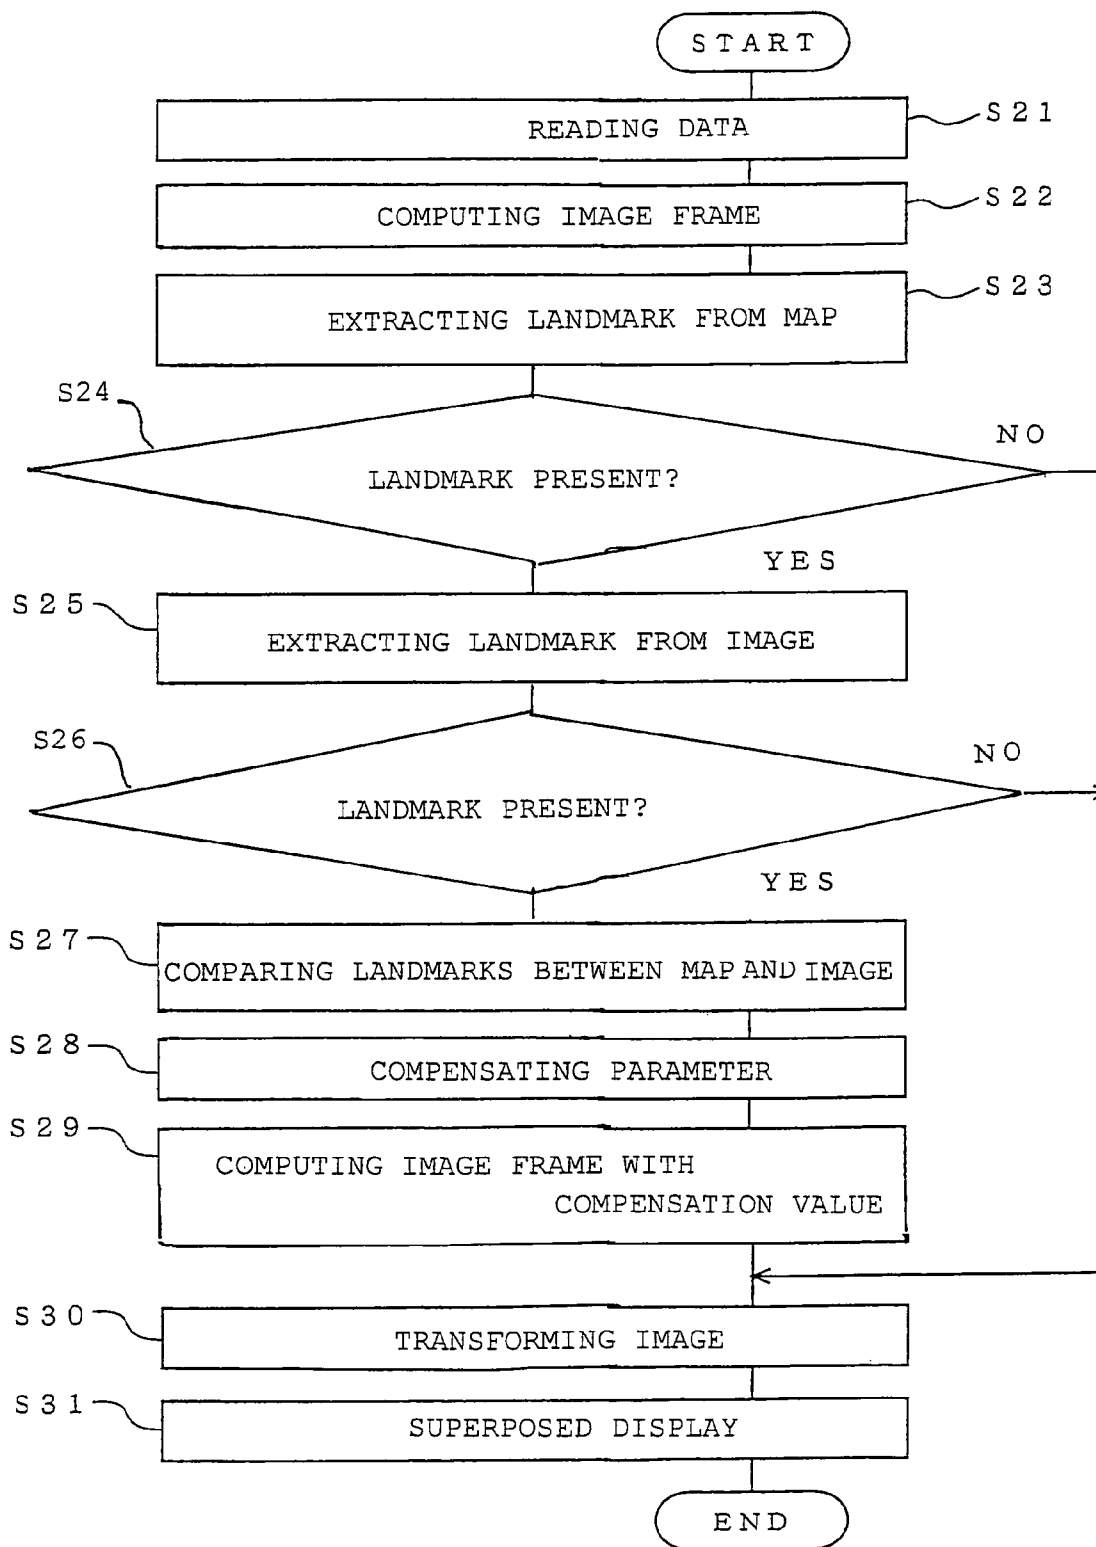 START
READING DATA
S21
COMPUTING IMAGE FRAME
S22
EXTRACTING LANDMARK FROM MAP
S23
S24
LANDMARK PRESENT?
NO
YES
S25
EXTRACTING LANDMARK FROM IMAGE
S26
LANDMARK PRESENT?
NO
YES
S27
COMPARING LANDMARKS BETWEEN MAP AND IMAGE
S28
COMPENSATING PARAMETER
S29
COMPUTING IMAGE FRAME WITH
COMPENSATION VALUE
S30
TRANSFORMING IMAGE
S31
SUPERPOSED DISPLAY
END